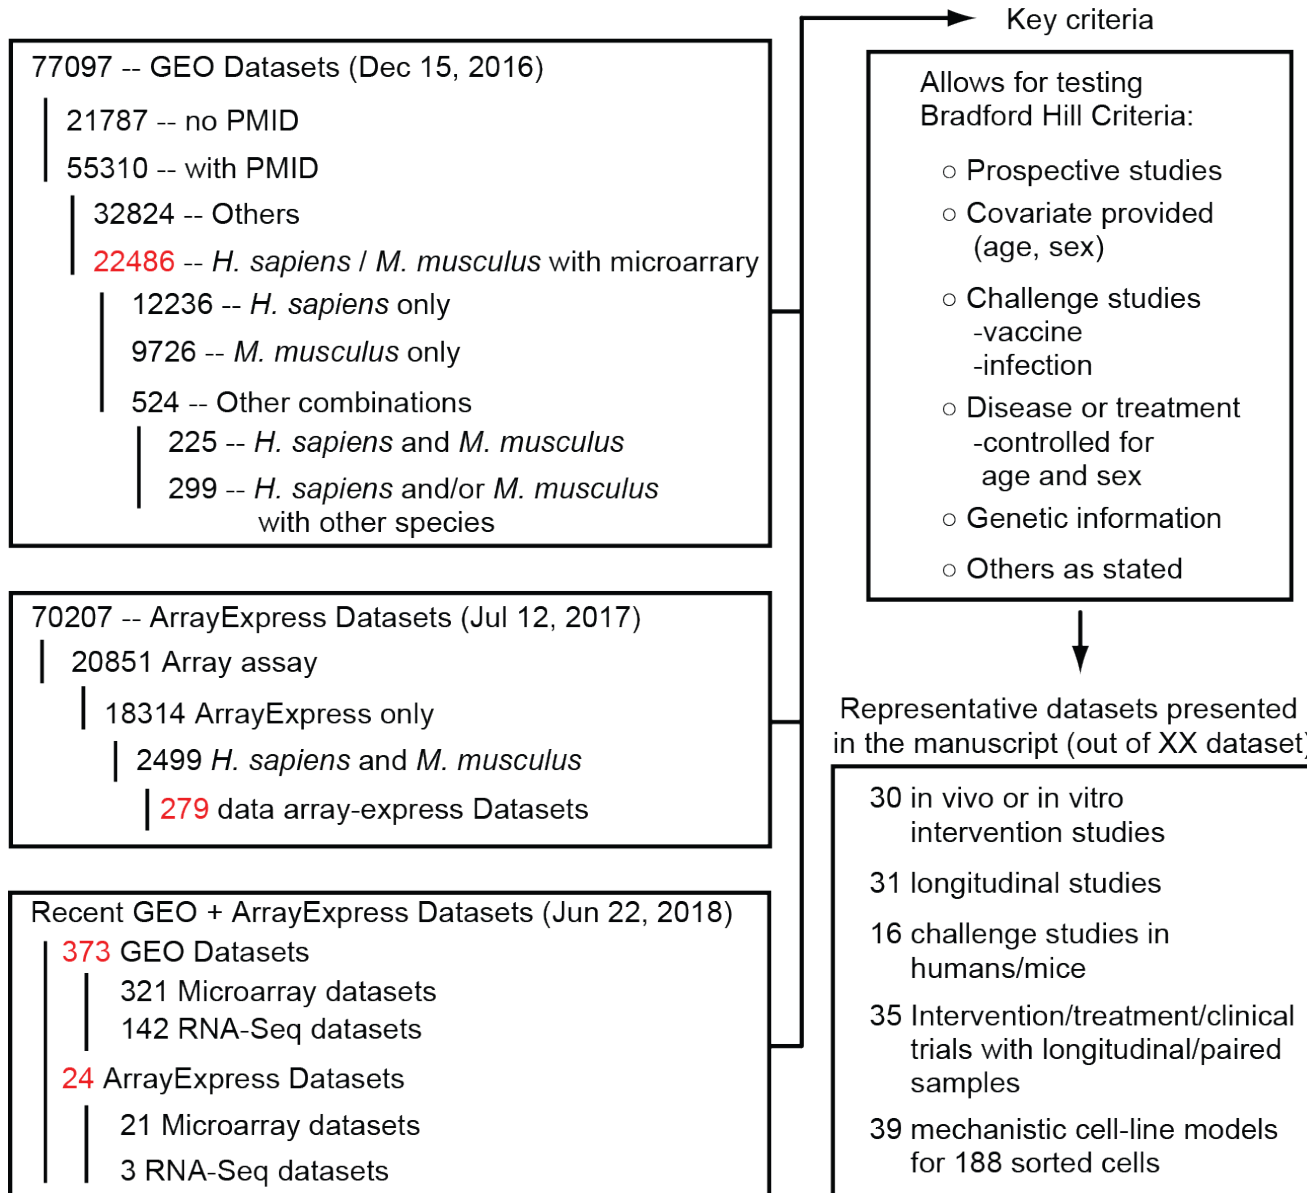 77097 -- GEO Datasets (Dec 15, 2016)
21787 -- no PMID
55310 -- with PMID
32824 -- Others
22486 -- H. sapiens / M. musculus with microarrary
12236 -- H. sapiens only
9726 -- M. musculus only
524 -- Other combinations
225 -- H. sapiens and M. musculus
299 -- H. sapiens and/or M. musculus
with other species
70207 -- ArrayExpress Datasets (Jul 12, 2017)
20851 Array assay
18314 ArrayExpress only
2499 H. sapiens and M. musculus
279 data array-express Datasets
Recent GEO + ArrayExpress Datasets (Jun 22, 2018)
373 GEO Datasets
321 Microarray datasets
142 RNA-Seq datasets
24 ArrayExpress Datasets
21 Microarray datasets
3 RNA-Seq datasets
Key criteria
Allows for testing
Bradford Hill Criteria:
○ Prospective studies
○ Covariate provided
(age, sex)
○ Challenge studies
-vaccine
-infection
○ Disease or treatment
-controlled for
age and sex
○ Genetic information
○ Others as stated
Representative datasets presented
in the manuscript (out of XX dataset)
30 in vivo or in vitro
intervention studies
31 longitudinal studies
16 challenge studies in
humans/mice
35 Intervention/treatment/clinical
trials with longitudinal/paired
samples
39 mechanistic cell-line models
for 188 sorted cells